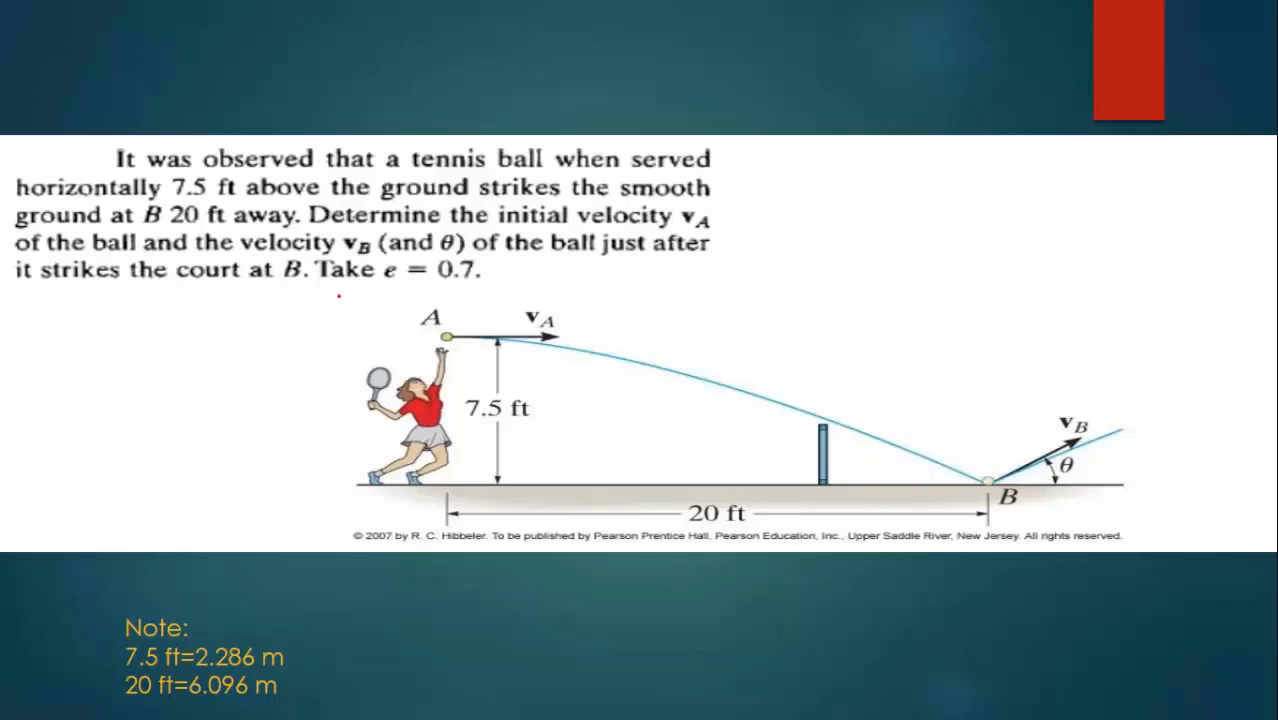 It was observed that a tennis ball when served
horizontally 7.5 ft above the ground strikes the smooth
ground at B 20 ft away. Determine the initial velocity vA
of the ball and the velocity vB (and θ) of the ball just after
it strikes the court at B. Take e = 0.7.
A
vA
7.5 ft
vB
θ
B
20 ft
© 2007 by R. C. Hibbeler. To be published by Pearson Prentice Hall, Pearson Education, Inc., Upper Saddle River, New Jersey. All rights reserved.
Note:
7.5 ft=2.286 m
20 ft=6.096 m